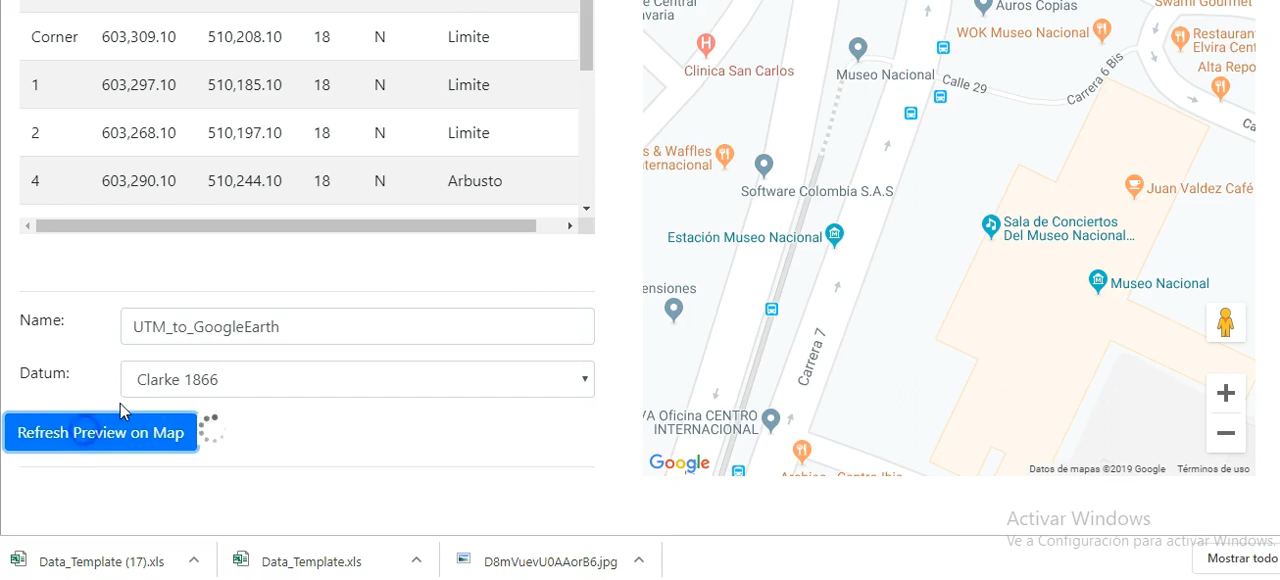 Corner 603,309.10 510,208.10 18 N Limite
1 603,297.10 510,185.10 18 N Limite
2 603,268.10 510,197.10 18 N Limite
4 603,290.10 510,244.10 18 N Arbusto
Name: UTM_to_GoogleEarth
Datum: Clarke 1866
Refresh Preview on Map
Auros Copias
WOK Museo Nacional
Restauran
Elvira Cent
Alta Repo
Clinica San Carlos
Museo Nacional
Calle 29
Carrera 6 Bis
Ca
s & Waffles
Internacional
Software Colombia S.A.S
Juan Valdez Café
Estación Museo Nacional
Sala de Conciertos
Del Museo Nacional...
Museo Nacional
ensiones
Carrera 7
VA Oficina CENTRO
INTERNACIONAL
Google
Datos de mapas ©2019 Google Términos de uso
Activar Windows
Ve a Configuración para activar Windows.
Data_Template (17).xls
Data_Template.xls
D8mVuevU0AAorB6.jpg
Mostrar todo